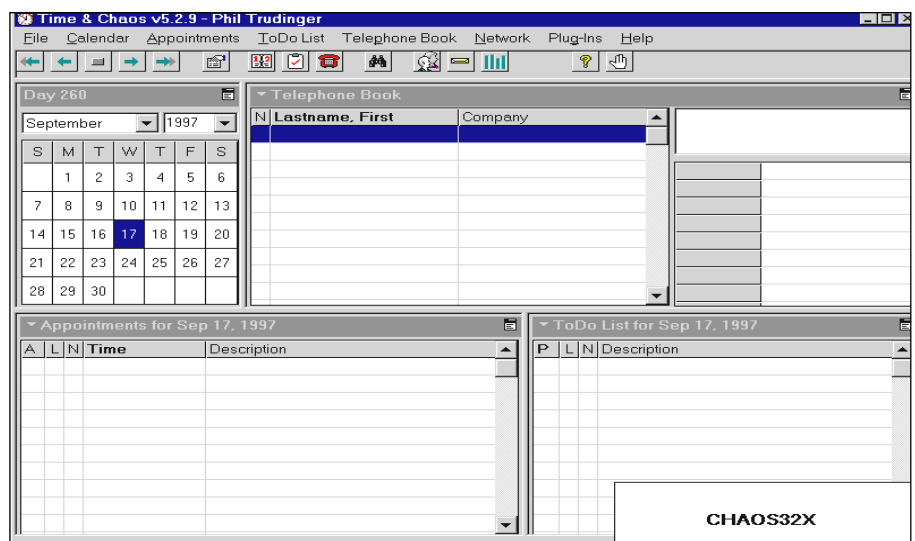 Time & Chaos v5.2.9 - Phil Trudinger
File Calendar Appointments ToDo List Telephone Book Network Plug-Ins Help
Day 260
Telephone Book
September 1997
N Lastname, First Company
S M T W T F S
1 2 3 4 5 6
7 8 9 10 11 12 13
14 15 16 17 18 19 20
21 22 23 24 25 26 27
28 29 30
Appointments for Sep 17, 1997
ToDo List for Sep 17, 1997
A L N Time Description
P L N Description
CHAOS32X